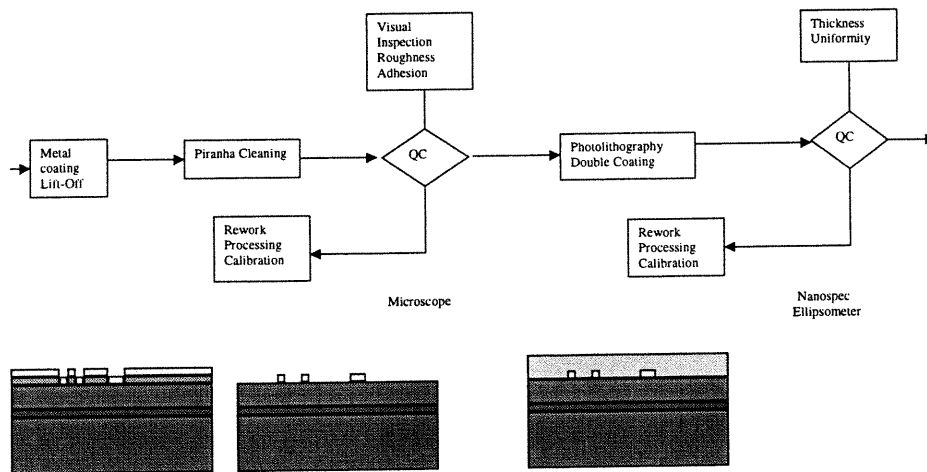 Visual
Inspection
Roughness
Adhesion
Thickness
Uniformity
Metal
coating
Lift-Off
Piranha Cleaning
QC
Photolithography
Double Coating
QC
Rework
Processing
Calibration
Rework
Processing
Calibration
Microscope
Nanospec
Ellipsometer